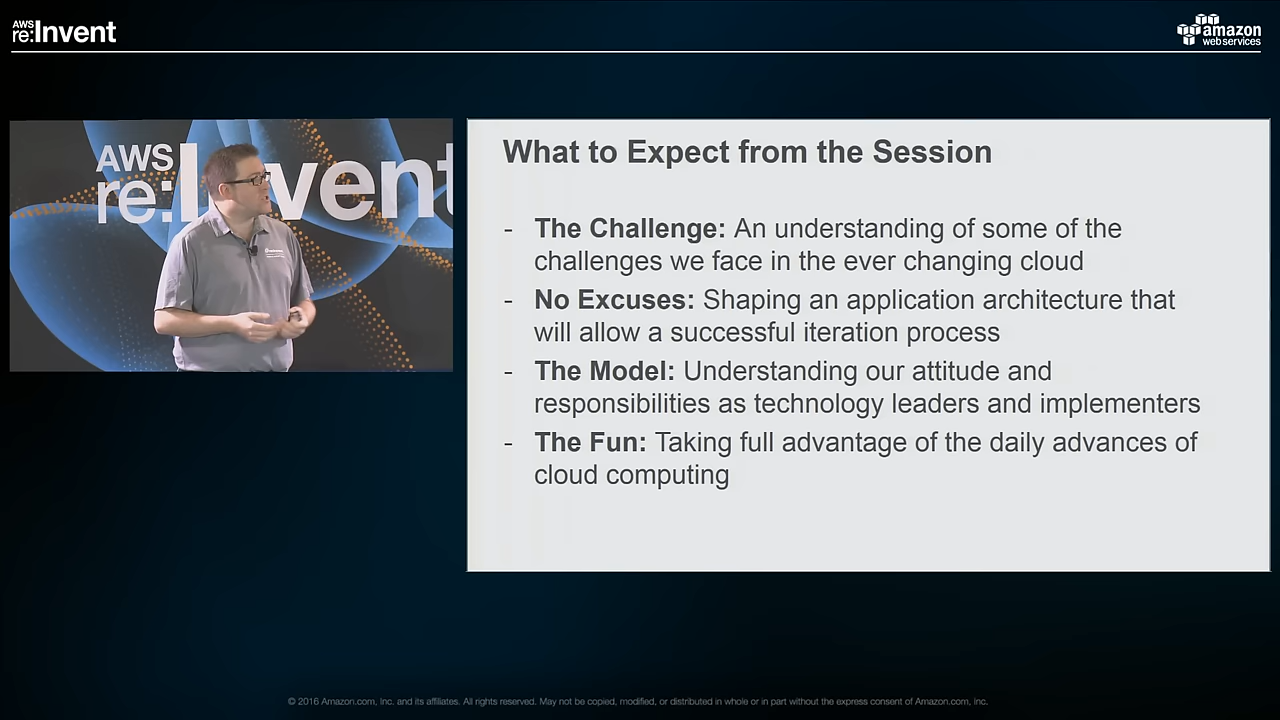 AWS
re:Invent
amazon
webservices
AWS
re:Invent
What to Expect from the Session
- The Challenge: An understanding of some of the
challenges we face in the ever changing cloud
- No Excuses: Shaping an application architecture that
will allow a successful iteration process
- The Model: Understanding our attitude and
responsibilities as technology leaders and implementers
- The Fun: Taking full advantage of the daily advances of
cloud computing
© 2016 Amazon.com, Inc. and its affiliates. All rights reserved. May not be copied, modified, or distributed in whole or in part without the express consent of Amazon.com, inc.